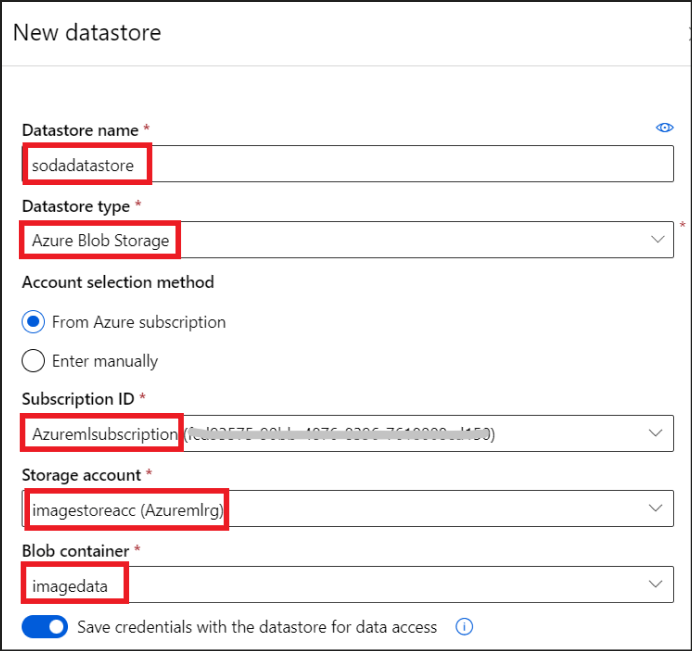 New datastore
Datastore name *
sodadatastore
Datastore type *
Azure Blob Storage
*
Account selection method
From Azure subscription
Enter manually
Subscription ID *
Azuremlsubscription
Storage account *
imagestoreacc (Azuremlrg)
Blob container *
imagedata
Save credentials with the datastore for data access